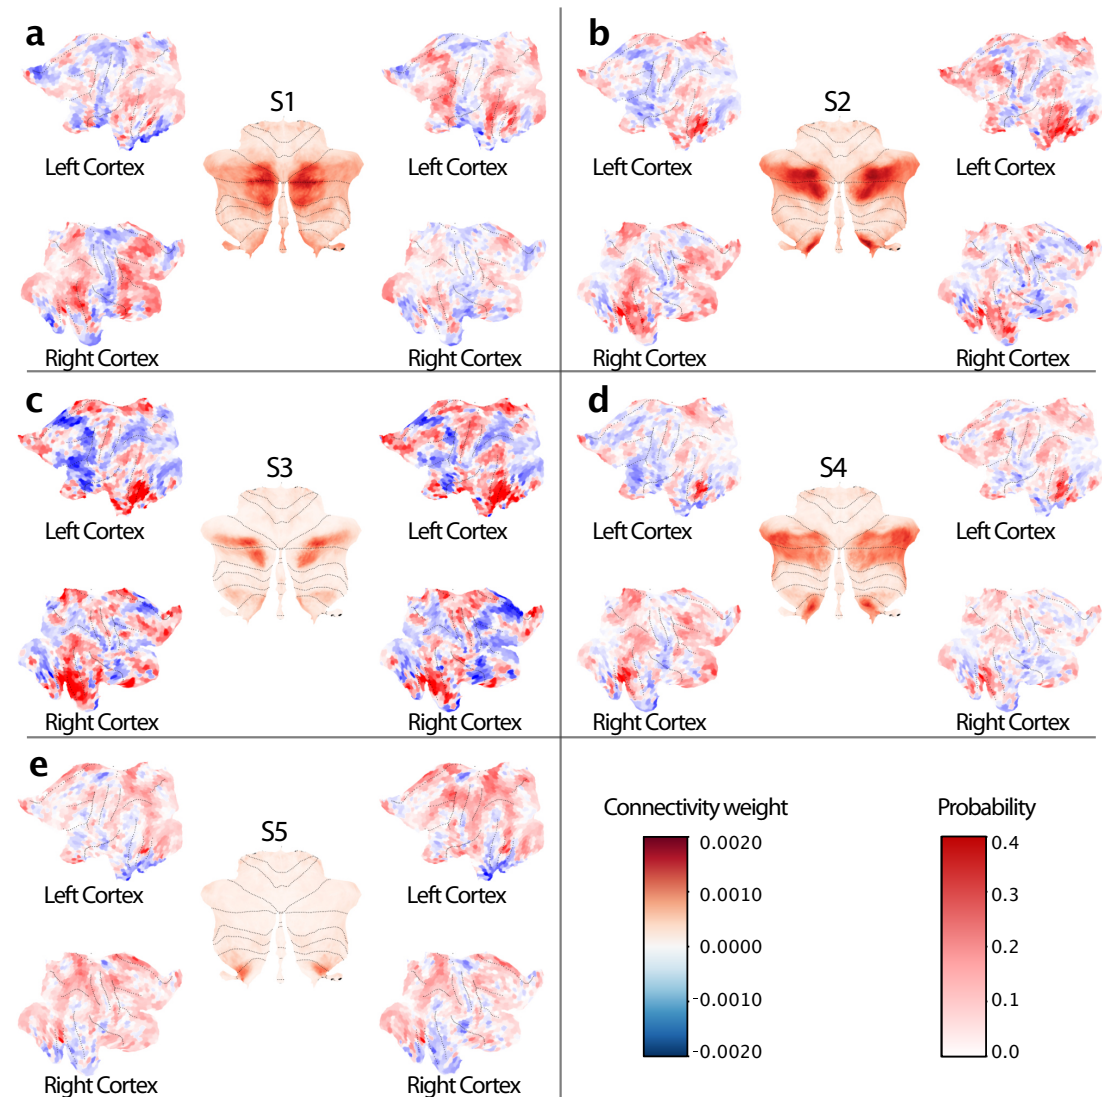 a
b
S1
S2
Left Cortex
Left Cortex
Left Cortex
Left Cortex
Right Cortex
Right Cortex
Right Cortex
Right Cortex
c
d
S3
S4
Left Cortex
Left Cortex
Left Cortex
Left Cortex
Right Cortex
Right Cortex
Right Cortex
Right Cortex
e
S5
Left Cortex
Left Cortex
Right Cortex
Right Cortex
Connectivity weight
0.0020
0.0010
0.0000
-0.0010
-0.0020
Probability
0.4
0.3
0.2
0.1
0.0